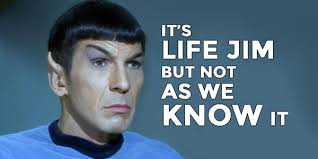 IT'S
LIFE JIM
BUT NOT
AS WE
KNOW IT